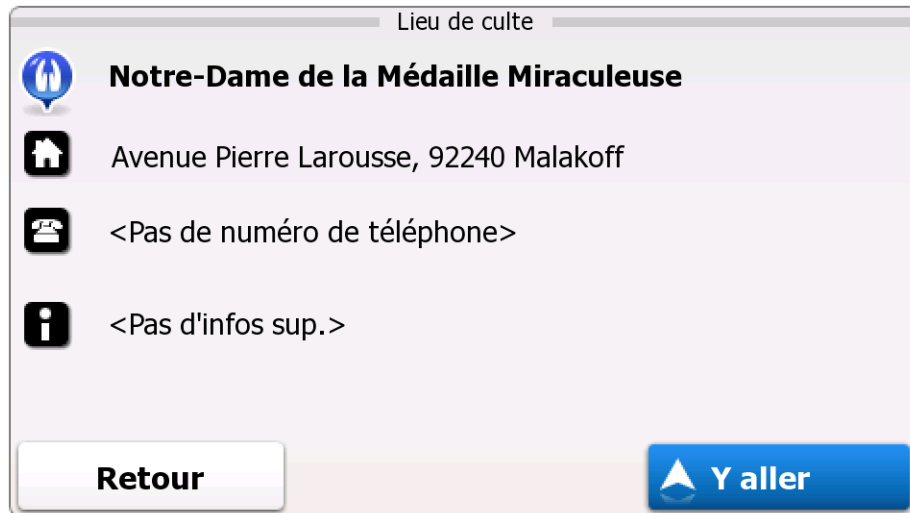 Lieu de culte
Notre-Dame de la Médaille Miraculeuse
Avenue Pierre Larousse, 92240 Malakoff
<Pas de numéro de téléphone>
<Pas d'infos sup.>
Retour
Y aller